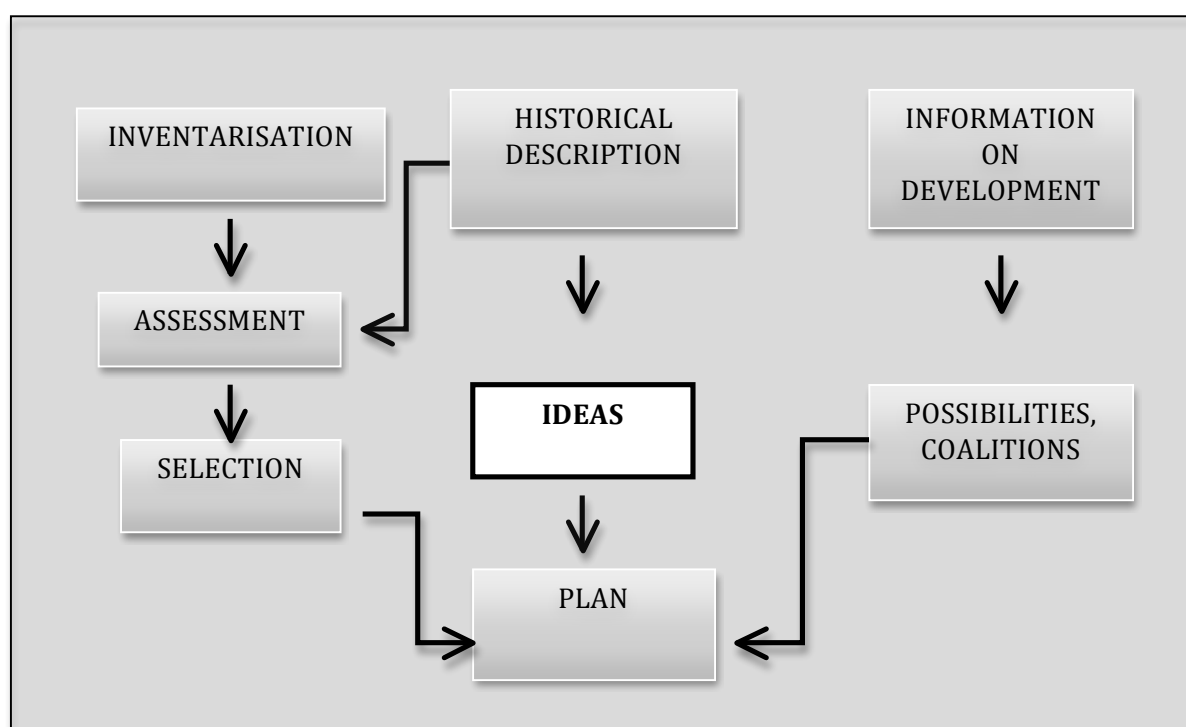 INVENTARISATION
HISTORICAL
DESCRIPTION
INFORMATION
ON
DEVELOPMENT
ASSESSMENT
IDEAS
POSSIBILITIES,
COALITIONS
SELECTION
PLAN